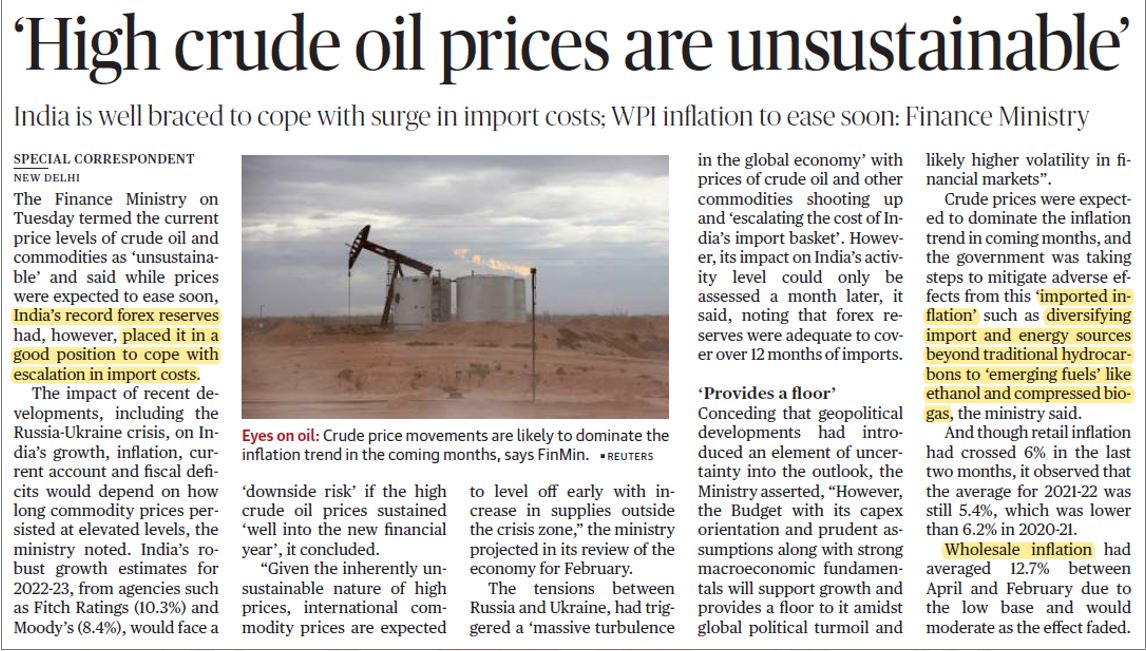 ‘High crude oil prices are unsustainable’
India is well braced to cope with surge in import costs; WPI inflation to ease soon: Finance Ministry
SPECIAL CORRESPONDENT
NEW DELHI
The Finance Ministry on
Tuesday termed the current
price levels of crude oil and
commodities as ‘unsustaina-
ble’ and said while prices
were expected to ease soon,
India’s record forex reserves
had, however, placed it in a
good position to cope with
escalation in import costs.
The impact of recent de-
velopments, including the
Russia-Ukraine crisis, on In-
dia’s growth, inflation, cur-
rent account and fiscal defi-
cits would depend on how
long commodity prices per-
sisted at elevated levels, the
ministry noted. India’s ro-
bust growth estimates for
2022-23, from agencies such
as Fitch Ratings (10.3%) and
Moody’s (8.4%), would face a
Eyes on oil: Crude price movements are likely to dominate the
inflation trend in the coming months, says FinMin. ▪ REUTERS
‘downside risk’ if the high
crude oil prices sustained
‘well into the new financial
year’, it concluded.
“Given the inherently un-
sustainable nature of high
prices, international com-
modity prices are expected
to level off early with in-
crease in supplies outside
the crisis zone,” the ministry
projected in its review of the
economy for February.
The tensions between
Russia and Ukraine, had trig-
gered a ‘massive turbulence
in the global economy’ with
prices of crude oil and other
commodities shooting up
and ‘escalating the cost of In-
dia’s import basket’. Howev-
er, its impact on India’s activ-
ity level could only be
assessed a month later, it
said, noting that forex re-
serves were adequate to cov-
er over 12 months of imports.
‘Provides a floor’
Conceding that geopolitical
developments had intro-
duced an element of uncer-
tainty into the outlook, the
Ministry asserted, “However,
the Budget with its capex
orientation and prudent as-
sumptions along with strong
macroeconomic fundamen-
tals will support growth and
provides a floor to it amidst
global political turmoil and
likely higher volatility in fi-
nancial markets”.
Crude prices were expect-
ed to dominate the inflation
trend in coming months, and
the government was taking
steps to mitigate adverse ef-
fects from this ‘imported in-
flation’ such as diversifying
import and energy sources
beyond traditional hydrocar-
bons to ‘emerging fuels’ like
ethanol and compressed bio-
gas, the ministry said.
And though retail inflation
had crossed 6% in the last
two months, it observed that
the average for 2021-22 was
still 5.4%, which was lower
than 6.2% in 2020-21.
Wholesale inflation had
averaged 12.7% between
April and February due to
the low base and would
moderate as the effect faded.